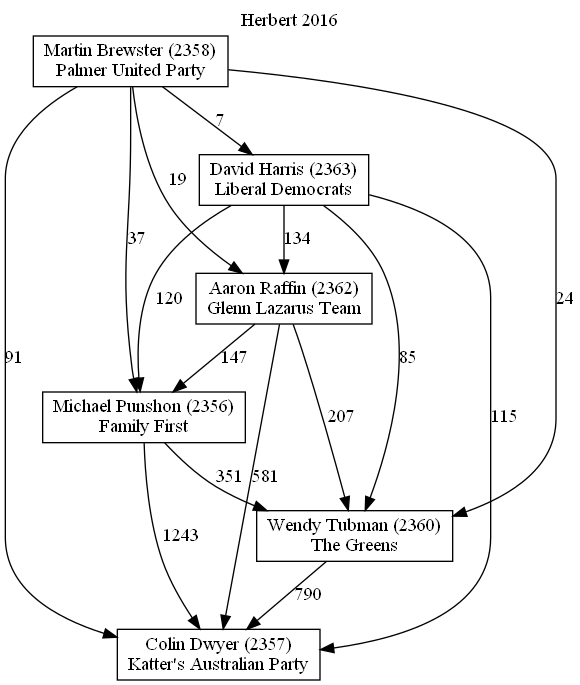 Herbert 2016
Martin Brewster (2358)
Palmer United Party
7
David Harris (2363)
Liberal Democrats
19
37
134
Aaron Raffin (2362)
Glenn Lazarus Team
120
24
91
147
85
Michael Punshon (2356)
Family First
207
115
351
581
Wendy Tubman (2360)
The Greens
1243
790
Colin Dwyer (2357)
Katter's Australian Party